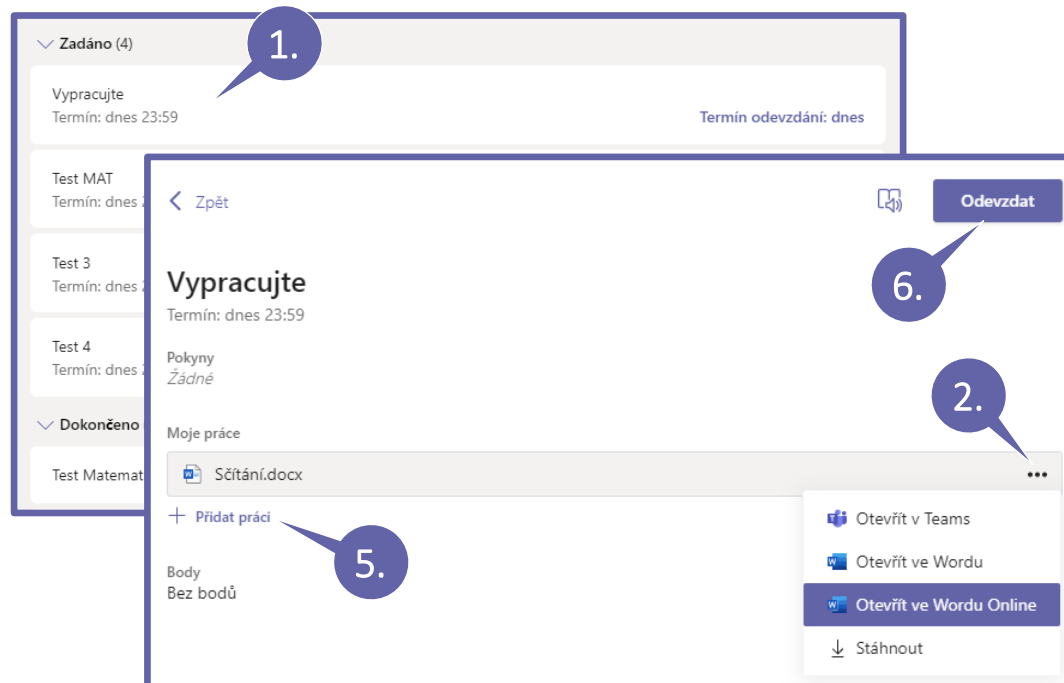 Zadáno (4)
1.
Vypracujte
Termín: dnes 23:59
Termín odevzdání: dnes
Test MAT
Termín: dnes
Test 3
Termín: dnes
Test 4
Termín: dnes
Dokončeno
Test Matemat
Zpět
Odevzdat
6.
Vypracujte
Termín: dnes 23:59
Pokyny
Žádné
2.
Moje práce
Sčítání.docx
Přidat práci
5.
Otevřít v Teams
Otevřít ve Wordu
Otevřít ve Wordu Online
Stáhnout
Body
Bez bodů